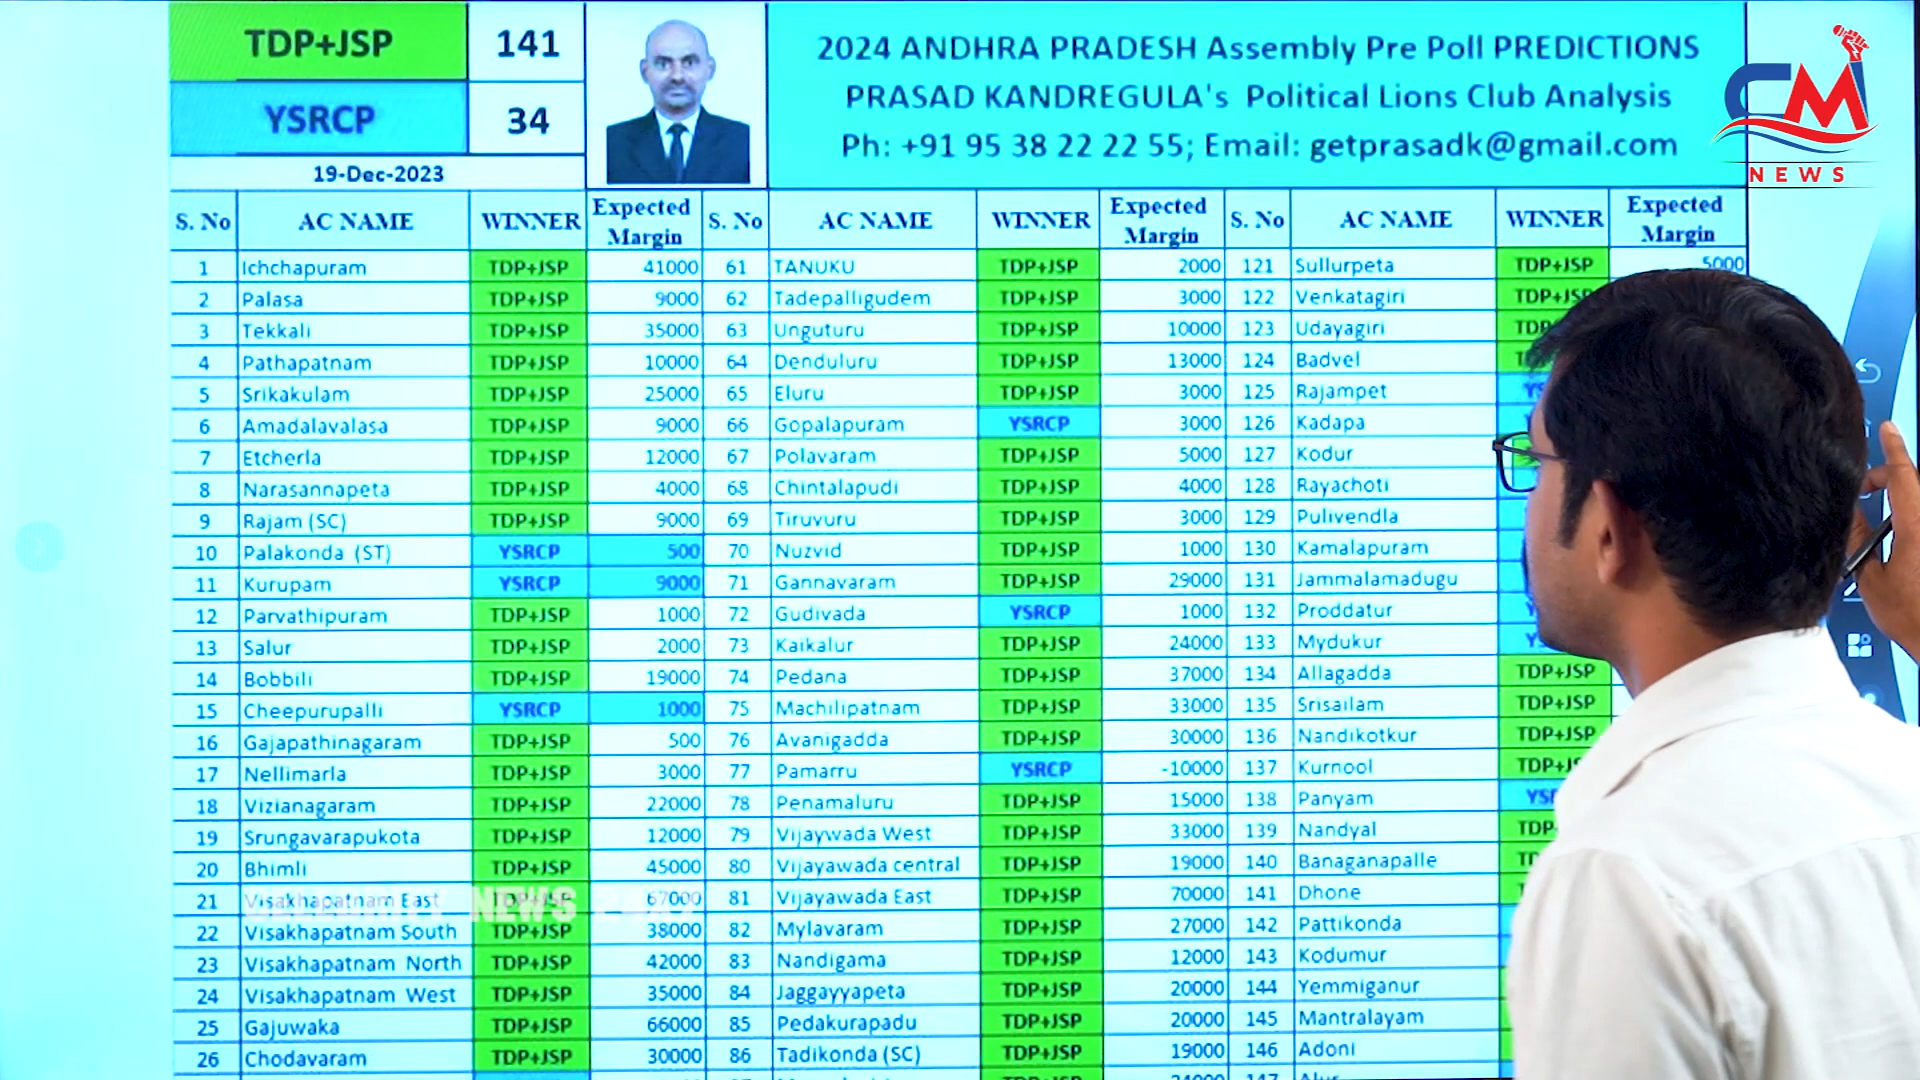 TDP+JSP 141
YSRCP 34
19-Dec-2023
2024 ANDHRA PRADESH Assembly Pre Poll PREDICTIONS
PRASAD KANDREGULA's Political Lions Club Analysis
Ph: +91 95 38 22 22 55; Email: getprasadk@gmail.com
CM
NEWS
S. No AC NAME WINNER Expected Margin S. No AC NAME WINNER Expected Margin S. No AC NAME WINNER Expected Margin
1 Ichchapuram TDP+JSP 41000 61 TANUKU TDP+JSP 2000 121 Sullurpeta TDP+JSP 5000
2 Palasa TDP+JSP 9000 62 Tadepalligudem TDP+JSP 3000 122 Venkatagiri TDP+JSP
3 Tekkali TDP+JSP 35000 63 Unguturu TDP+JSP 10000 123 Udayagiri TDP
4 Pathapatnam TDP+JSP 10000 64 Denduluru TDP+JSP 13000 124 Badvel
5 Srikakulam TDP+JSP 25000 65 Eluru TDP+JSP 3000 125 Rajampet
6 Amadalavalasa TDP+JSP 9000 66 Gopalapuram YSRCP 3000 126 Kadapa
7 Etcherla TDP+JSP 12000 67 Polavaram TDP+JSP 5000 127 Kodur
8 Narasannapeta TDP+JSP 4000 68 Chintalapudi TDP+JSP 4000 128 Rayachoti
9 Rajam (SC) TDP+JSP 9000 69 Tiruvuru TDP+JSP 3000 129 Pulivendla
10 Palakonda (ST) YSRCP 500 70 Nuzvid TDP+JSP 1000 130 Kamalapuram
11 Kurupam YSRCP 9000 71 Gannavaram TDP+JSP 29000 131 Jammalamadugu
12 Parvathipuram TDP+JSP 1000 72 Gudivada YSRCP 1000 132 Proddatur
13 Salur TDP+JSP 2000 73 Kaikalur TDP+JSP 24000 133 Mydukur
14 Bobbili TDP+JSP 19000 74 Pedana TDP+JSP 37000 134 Allagadda TDP+JSP
15 Cheepurupalli YSRCP 1000 75 Machilipatnam TDP+JSP 33000 135 Srisailam TDP+JSP
16 Gajapathinagaram TDP+JSP 500 76 Avanigadda TDP+JSP 30000 136 Nandikotkur TDP+JSP
17 Nellimarla TDP+JSP 3000 77 Pamarru YSRCP -10000 137 Kurnool TDP+JS
18 Vizianagaram TDP+JSP 22000 78 Penamaluru TDP+JSP 15000 138 Panyam YSR
19 Srungavarapukota TDP+JSP 12000 79 Vijaywada West TDP+JSP 33000 139 Nandyal TDP
20 Bhimli TDP+JSP 45000 80 Vijayawada central TDP+JSP 19000 140 Banaganapalle
21 Visakhapatnam East TDP+JSP 67000 81 Vijayawada East TDP+JSP 70000 141 Dhone
22 Visakhapatnam South TDP+JSP 38000 82 Mylavaram TDP+JSP 27000 142 Pattikonda
23 Visakhapatnam North TDP+JSP 42000 83 Nandigama TDP+JSP 12000 143 Kodumur
24 Visakhapatnam West TDP+JSP 35000 84 Jaggayyapeta TDP+JSP 20000 144 Yemmiganur
25 Gajuwaka TDP+JSP 66000 85 Pedakurapadu TDP+JSP 20000 145 Mantralayam
26 Chodavaram TDP+JSP 30000 86 Tadikonda (SC) TDP+JSP 19000 146 Adoni